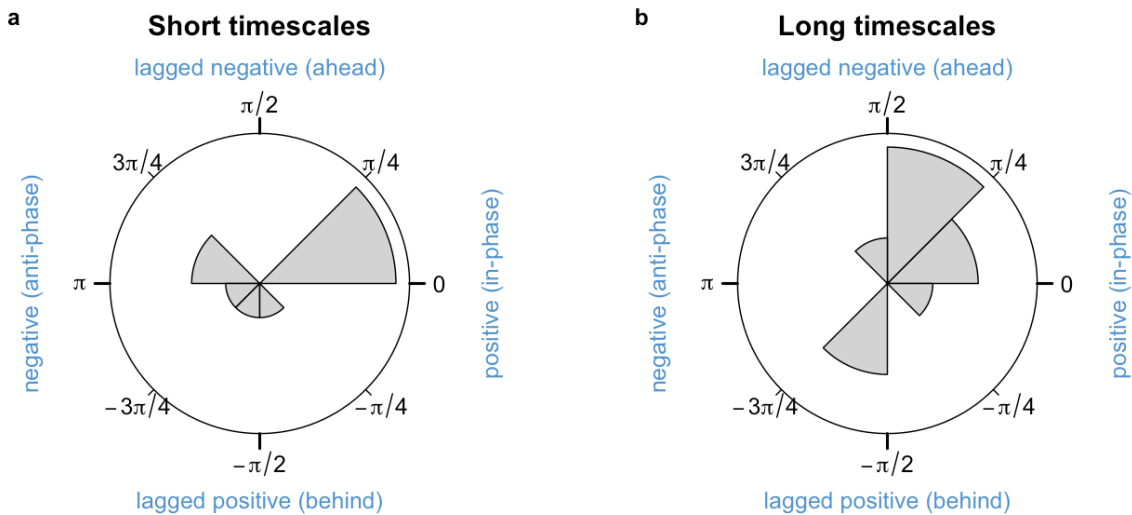 a
Short timescales
lagged negative (ahead)
π/2
3π/4
π/4
negative (anti-phase)
π
0
positive (in-phase)
−3π/4
−π/4
−π/2
lagged positive (behind)
b
Long timescales
lagged negative (ahead)
π/2
3π/4
π/4
negative (anti-phase)
π
0
positive (in-phase)
−3π/4
−π/4
−π/2
lagged positive (behind)